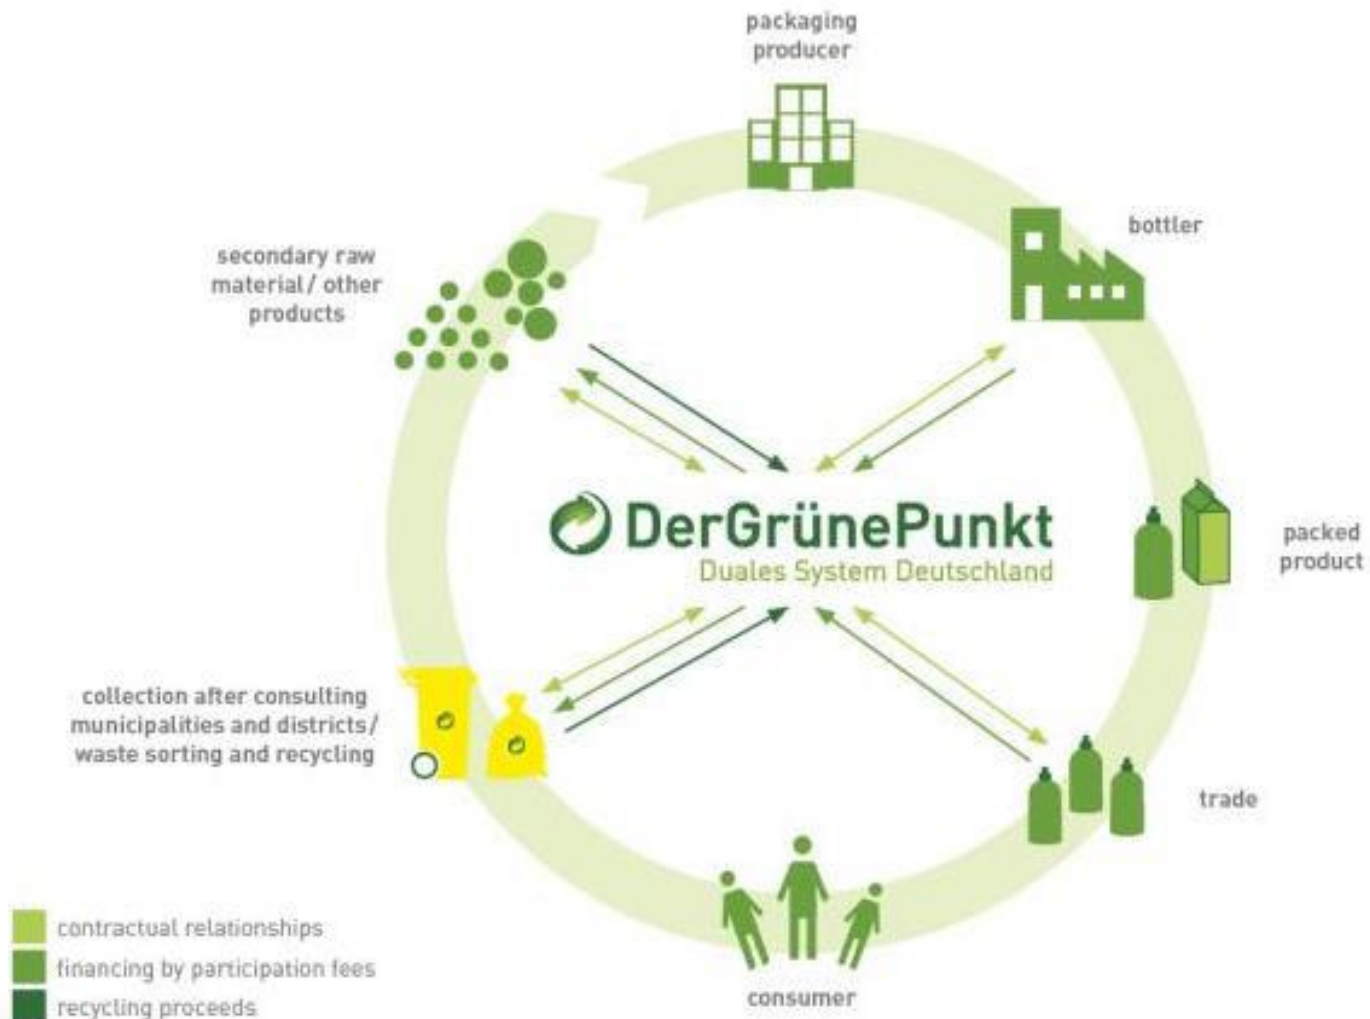 packaging
producer
bottler
secondary raw
material / other
products
DerGrünePunkt
Duales System Deutschland
packed
product
collection after consulting
municipalities and districts/
waste sorting and recycling
trade
consumer
contractual relationships
financing by participation fees
recycling proceeds